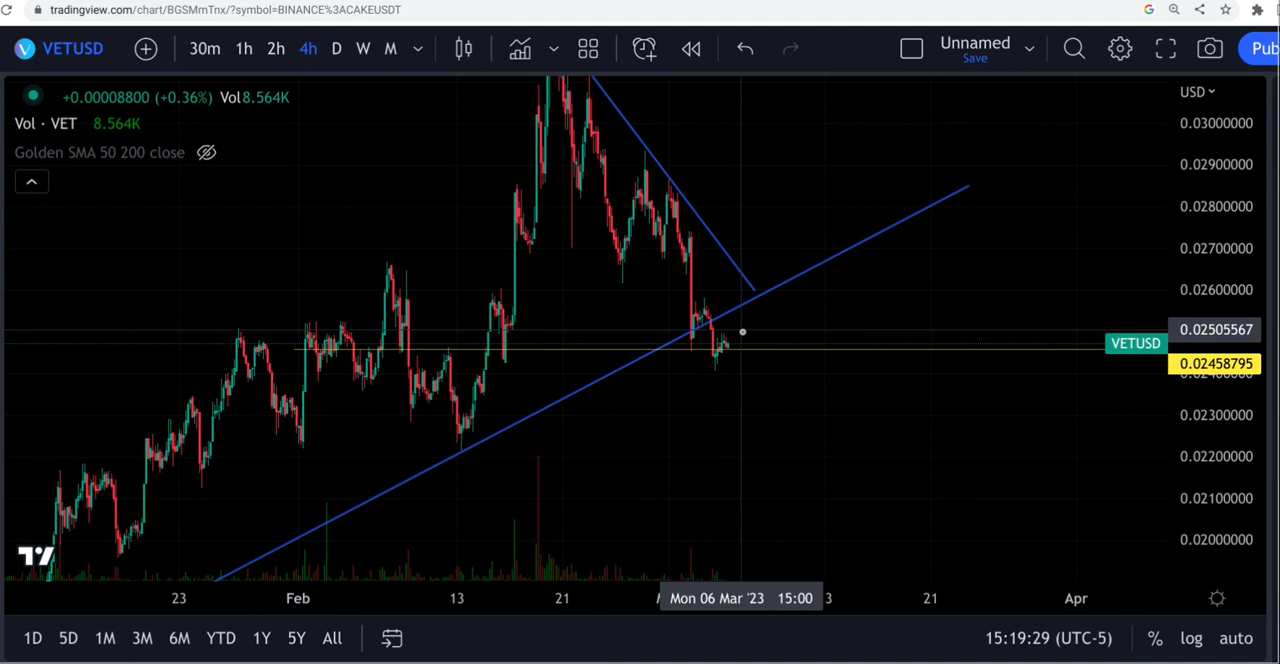 tradingview.com/chart/BGSMmTnx/?symbol=BINANCE%3ACAKEUSDT
VETUSD 30m 1h 2h 4h D W M Unnamed Save Pub
+0.00008800 (+0.36%) Vol8.564K USD
Vol · VET 8.564K
0.03000000
Golden SMA 50 200 close
0.02900000
0.02800000
0.02700000
0.02600000
0.02505567
VETUSD
0.02458795
0.02400000
0.02300000
0.02200000
0.02100000
0.02000000
23 Feb 13 21 Mon 06 Mar '23 15:00 3 21 Apr
1D 5D 1M 3M 6M YTD 1Y 5Y All 15:19:29 (UTC-5) % log auto